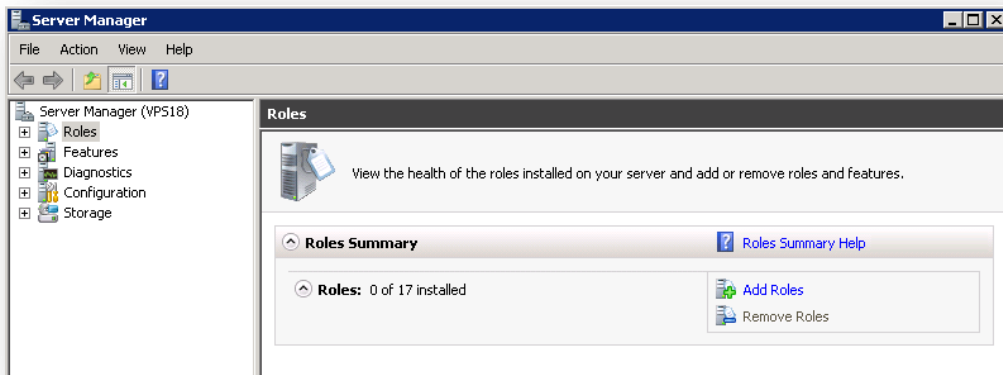 Server Manager
File Action View Help
Server Manager (VPS18)
Roles
Features
Diagnostics
Configuration
Storage
Roles
View the health of the roles installed on your server and add or remove roles and features.
Roles Summary
Roles Summary Help
Roles: 0 of 17 installed
Add Roles
Remove Roles